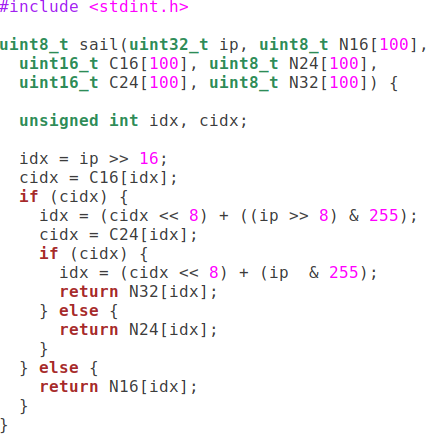 #include <stdint.h>

uint8_t sail(uint32_t ip, uint8_t N16[100],
  uint16_t C16[100], uint8_t N24[100],
  uint16_t C24[100], uint8_t N32[100]) {

  unsigned int idx, cidx;

  idx = ip >> 16;
  cidx = C16[idx];
  if (cidx) {
    idx = (cidx << 8) + ((ip >> 8) & 255);
    cidx = C24[idx];
    if (cidx) {
      idx = (cidx << 8) + (ip  & 255);
      return N32[idx];
    } else {
      return N24[idx];
    }
  } else {
    return N16[idx];
  }
}